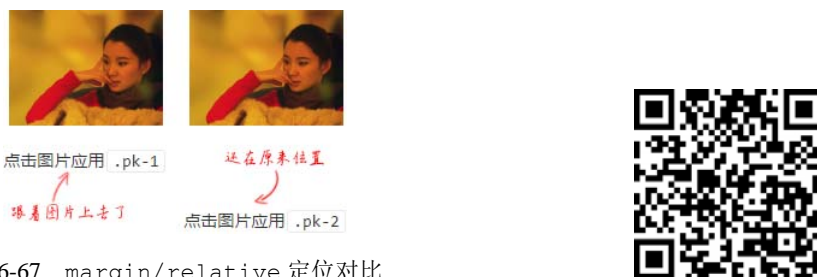 点击图片应用 .pk-1
跟着图片上去了
还在原来位置
点击图片应用 .pk-2
6-67 margin/relative 定位对比